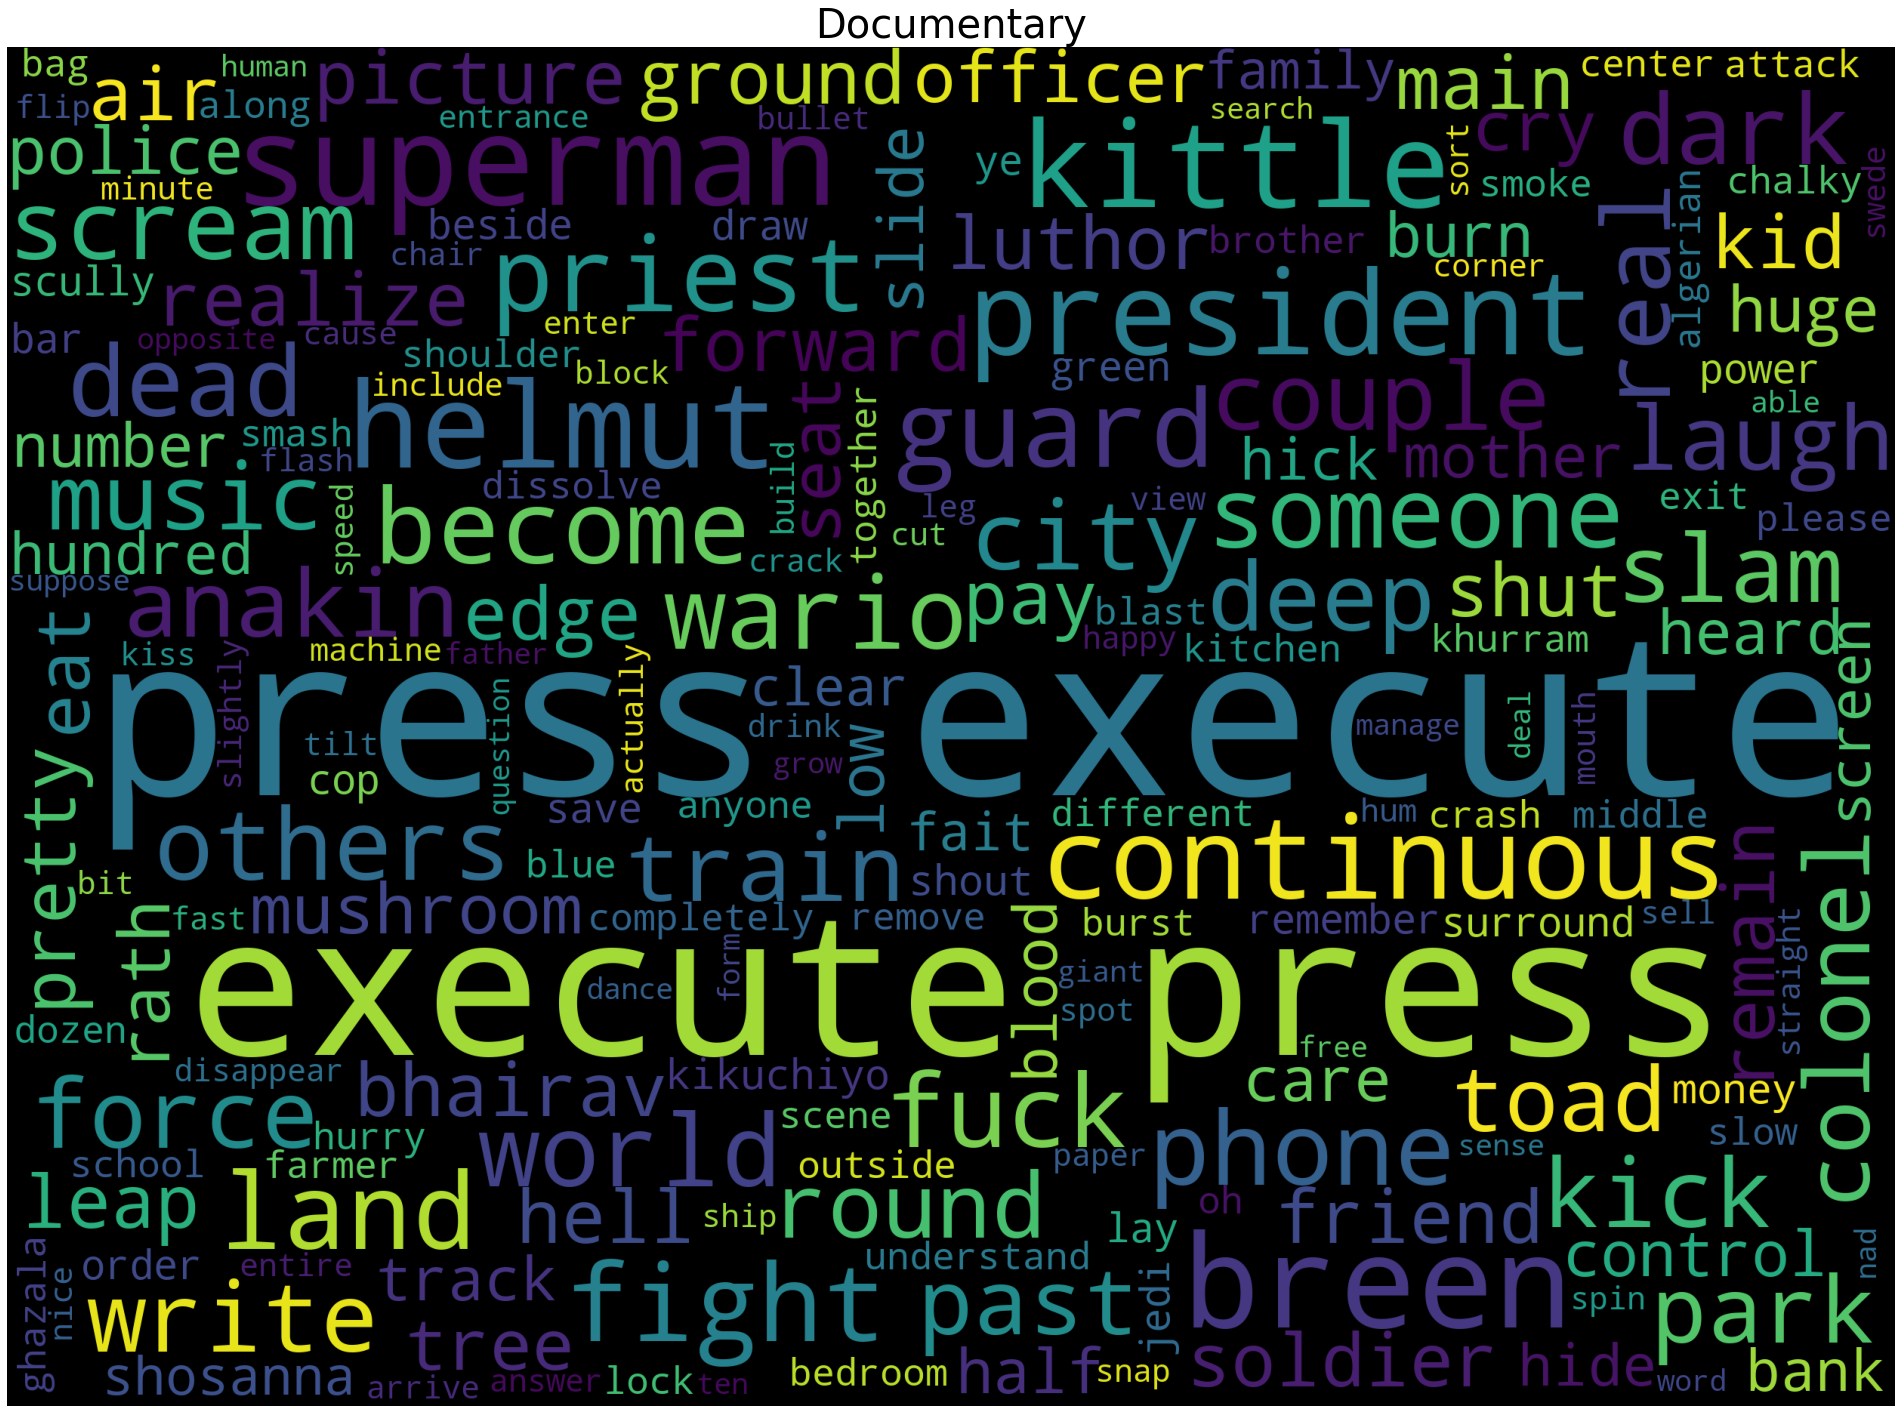 Documentary
bag
human
picture
ground
officer
family
main
center
attack
flip
air
along
entrance
bullet
search
dark
police
superman
slide
ye
kittle
sort
cry
smoke
chalky
swede
minute
scream
beside
chair
draw
priest
luthor
brother
burn
corner
real
algerian
kid
huge
scully
realize
enter
president
bar
opposite
cause
shoulder
forward
green
couple
power
able
dead
include
block
helmut
seat
together
guard
laugh
number
smash
flash
hick
mother
music
dissolve
build
leg
view
someone
exit
please
speed
become
cut
city
hundred
crack
slam
suppose
anakin
edge
wario
pay
blast
deep
shut
heard
eat
kiss
machine
father
happy
kitchen
khurram
screen
slightly
press execute
clear
drink
grow
manage
deal
mouth
tilt
question
actually
cop
low
pretty
save
anyone
different
hum
crash
middle
others
train
fait
continuous
colonel
blue
shout
bit
fast
mushroom
completely
remove
burst
remember
surround
sell
remain
rath
execute press
form
dance
blood
giant
spot
straight
dozen
free
disappear
bhairav
kikuchiyo
care
toad
money
force
hurry
scene
fuck
world
phone
slow
school
farmer
outside
paper
sense
leap
land
hell
ship
round
lay
oh
friend
kick
ghazala
nice
order
entire
track
understand
jedi
breen
control
nad
write
fight
past
spin
park
tree
shosanna
arrive
answer
lock
ten
bedroom
half
snap
soldier
hide
word
bank